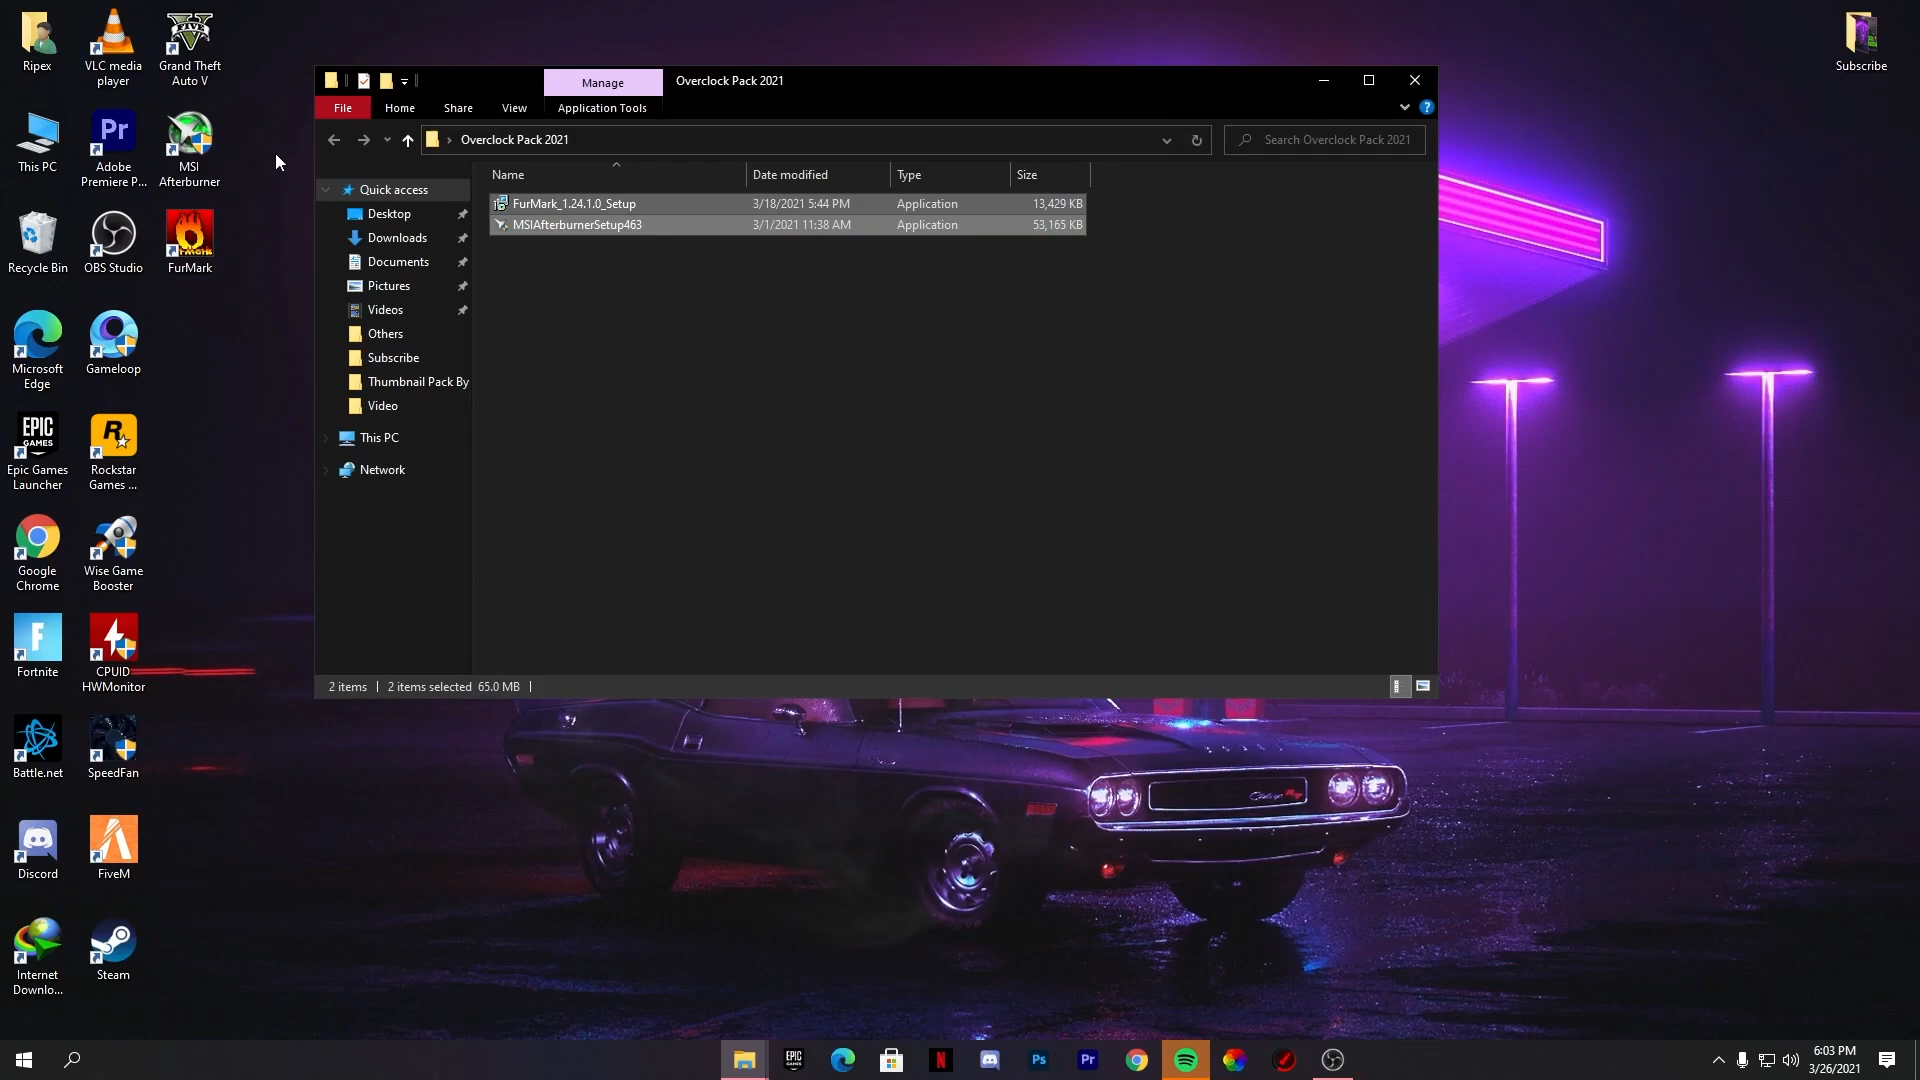 Ripex
VLC media
player
Grand Theft
Auto V
This PC
Adobe
Premiere P...
MSI
Afterburner
Recycle Bin
OBS Studio
FurMark
Microsoft
Edge
Gameloop
EPIC
GAMES
Epic Games
Launcher
Rockstar
Games ...
Google
Chrome
Wise Game
Booster
Fortnite
CPUID
HWMonitor
Battle.net
SpeedFan
Discord
FiveM
Internet
Downlo...
Steam
Subscribe
Manage
Overclock Pack 2021
File
Home
Share
View
Application Tools
Overclock Pack 2021
Search Overclock Pack 2021
Name
Date modified
Type
Size
FurMark_1.24.1.0_Setup
3/18/2021 5:44 PM
Application
13,429 KB
MSIAfterburnerSetup463
3/1/2021 11:38 AM
Application
53,165 KB
Quick access
Desktop
Downloads
Documents
Pictures
Videos
Others
Subscribe
Thumbnail Pack By
Video
This PC
Network
2 items
2 items selected 65.0 MB
6:03 PM
3/26/2021